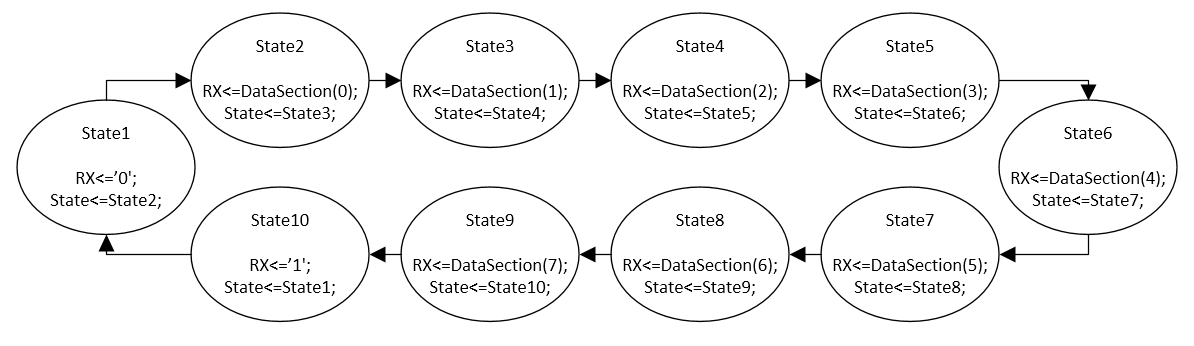 State1
RX<=’0';
State<=State2;
State2
RX<=DataSection(0);
State<=State3;
State3
RX<=DataSection(1);
State<=State4;
State4
RX<=DataSection(2);
State<=State5;
State5
RX<=DataSection(3);
State<=State6;
State6
RX<=DataSection(4);
State<=State7;
State7
RX<=DataSection(5);
State<=State8;
State8
RX<=DataSection(6);
State<=State9;
State9
RX<=DataSection(7);
State<=State10;
State10
RX<=’1';
State<=State1;